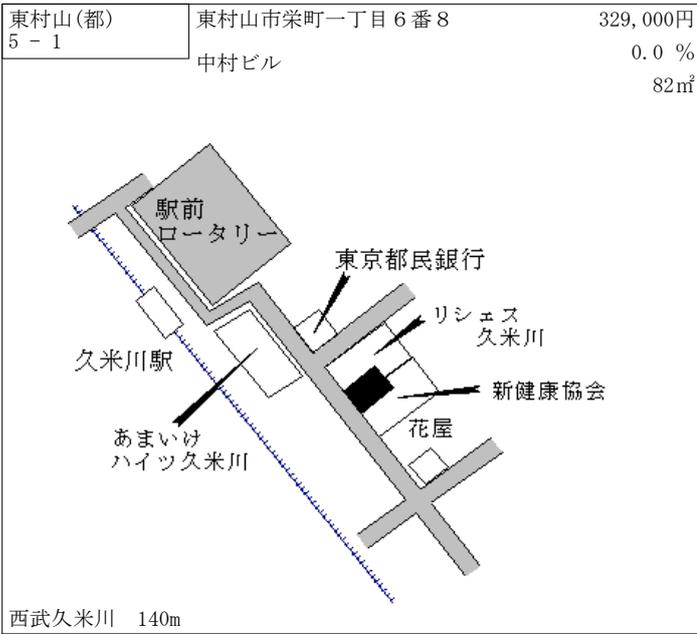 東村山(都)
5 - 1
東村山市栄町一丁目６番８
中村ビル
329,000円
0.0 %
82㎡
駅前
ロータリー
東京都民銀行
リシェス
久米川
久米川駅
新健康協会
花屋
あまいけ
ハイツ久米川
西武久米川　140m